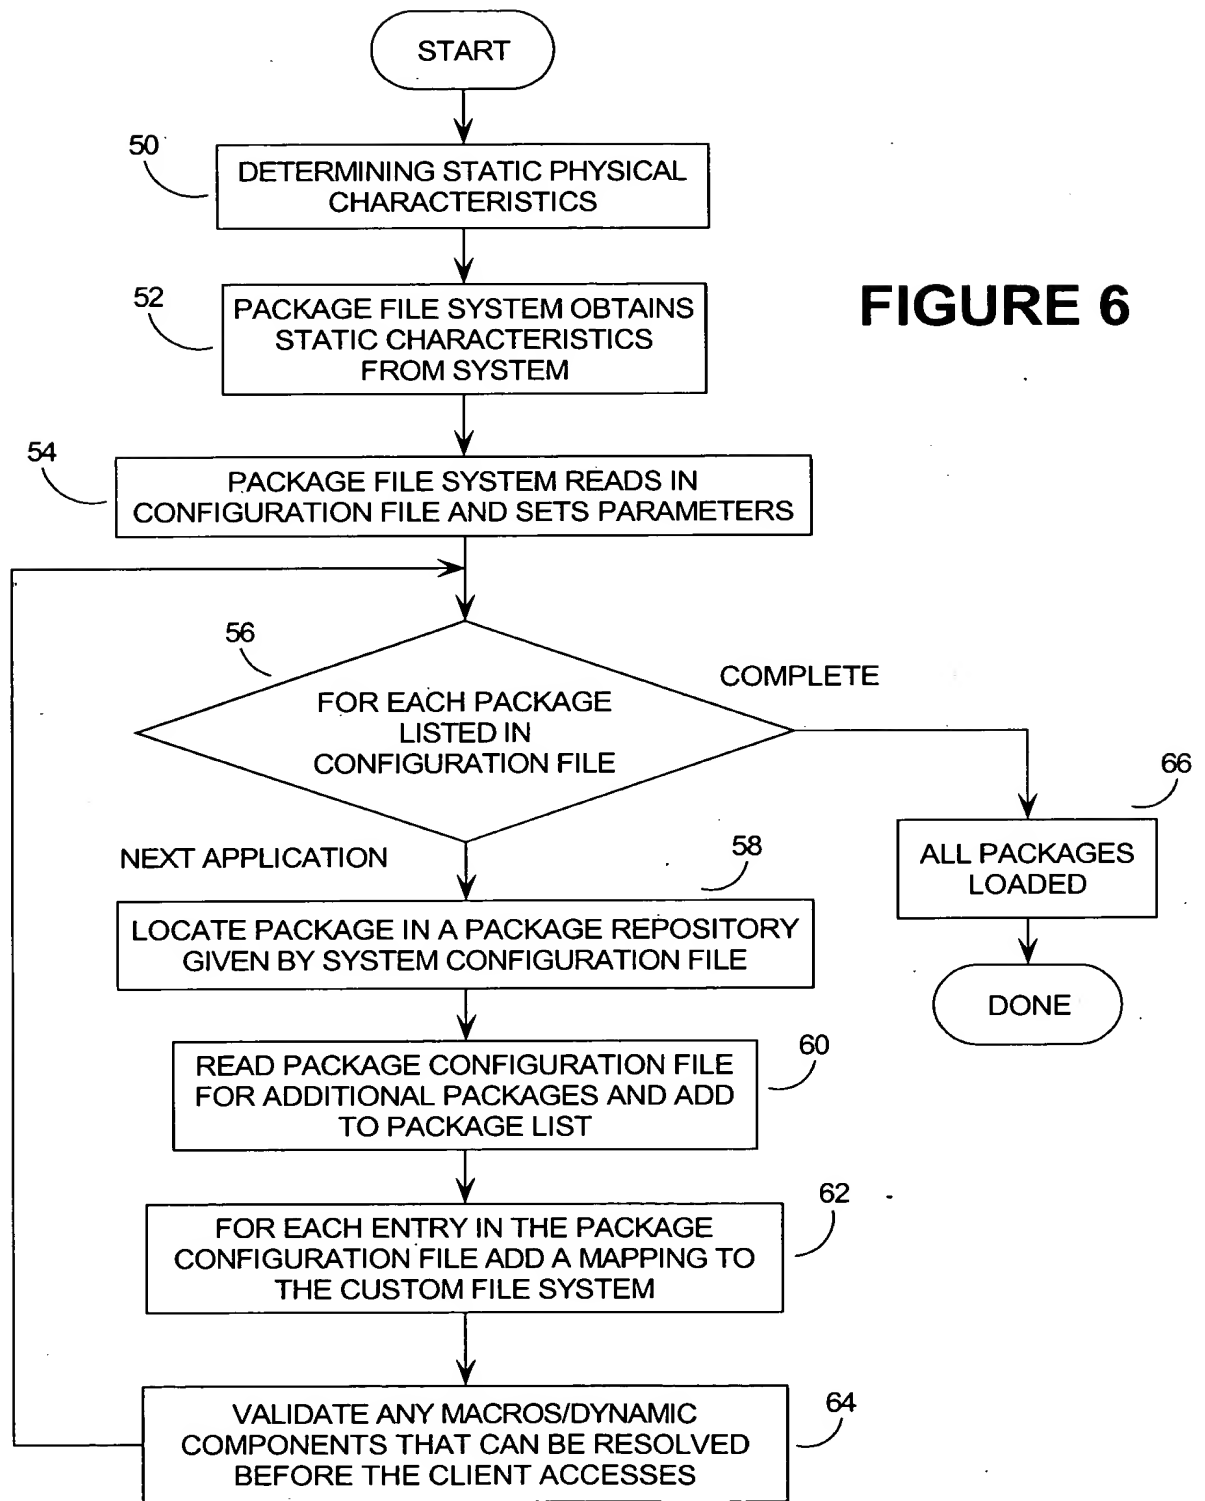 START
50
DETERMINING STATIC PHYSICAL
CHARACTERISTICS
52
PACKAGE FILE SYSTEM OBTAINS
STATIC CHARACTERISTICS
FROM SYSTEM
FIGURE 6
54
PACKAGE FILE SYSTEM READS IN
CONFIGURATION FILE AND SETS PARAMETERS
56
FOR EACH PACKAGE
LISTED IN
CONFIGURATION FILE
COMPLETE
66
ALL PACKAGES
LOADED
DONE
NEXT APPLICATION
58
LOCATE PACKAGE IN A PACKAGE REPOSITORY
GIVEN BY SYSTEM CONFIGURATION FILE
60
READ PACKAGE CONFIGURATION FILE
FOR ADDITIONAL PACKAGES AND ADD
TO PACKAGE LIST
62
FOR EACH ENTRY IN THE PACKAGE
CONFIGURATION FILE ADD A MAPPING TO
THE CUSTOM FILE SYSTEM
64
VALIDATE ANY MACROS/DYNAMIC
COMPONENTS THAT CAN BE RESOLVED
BEFORE THE CLIENT ACCESSES